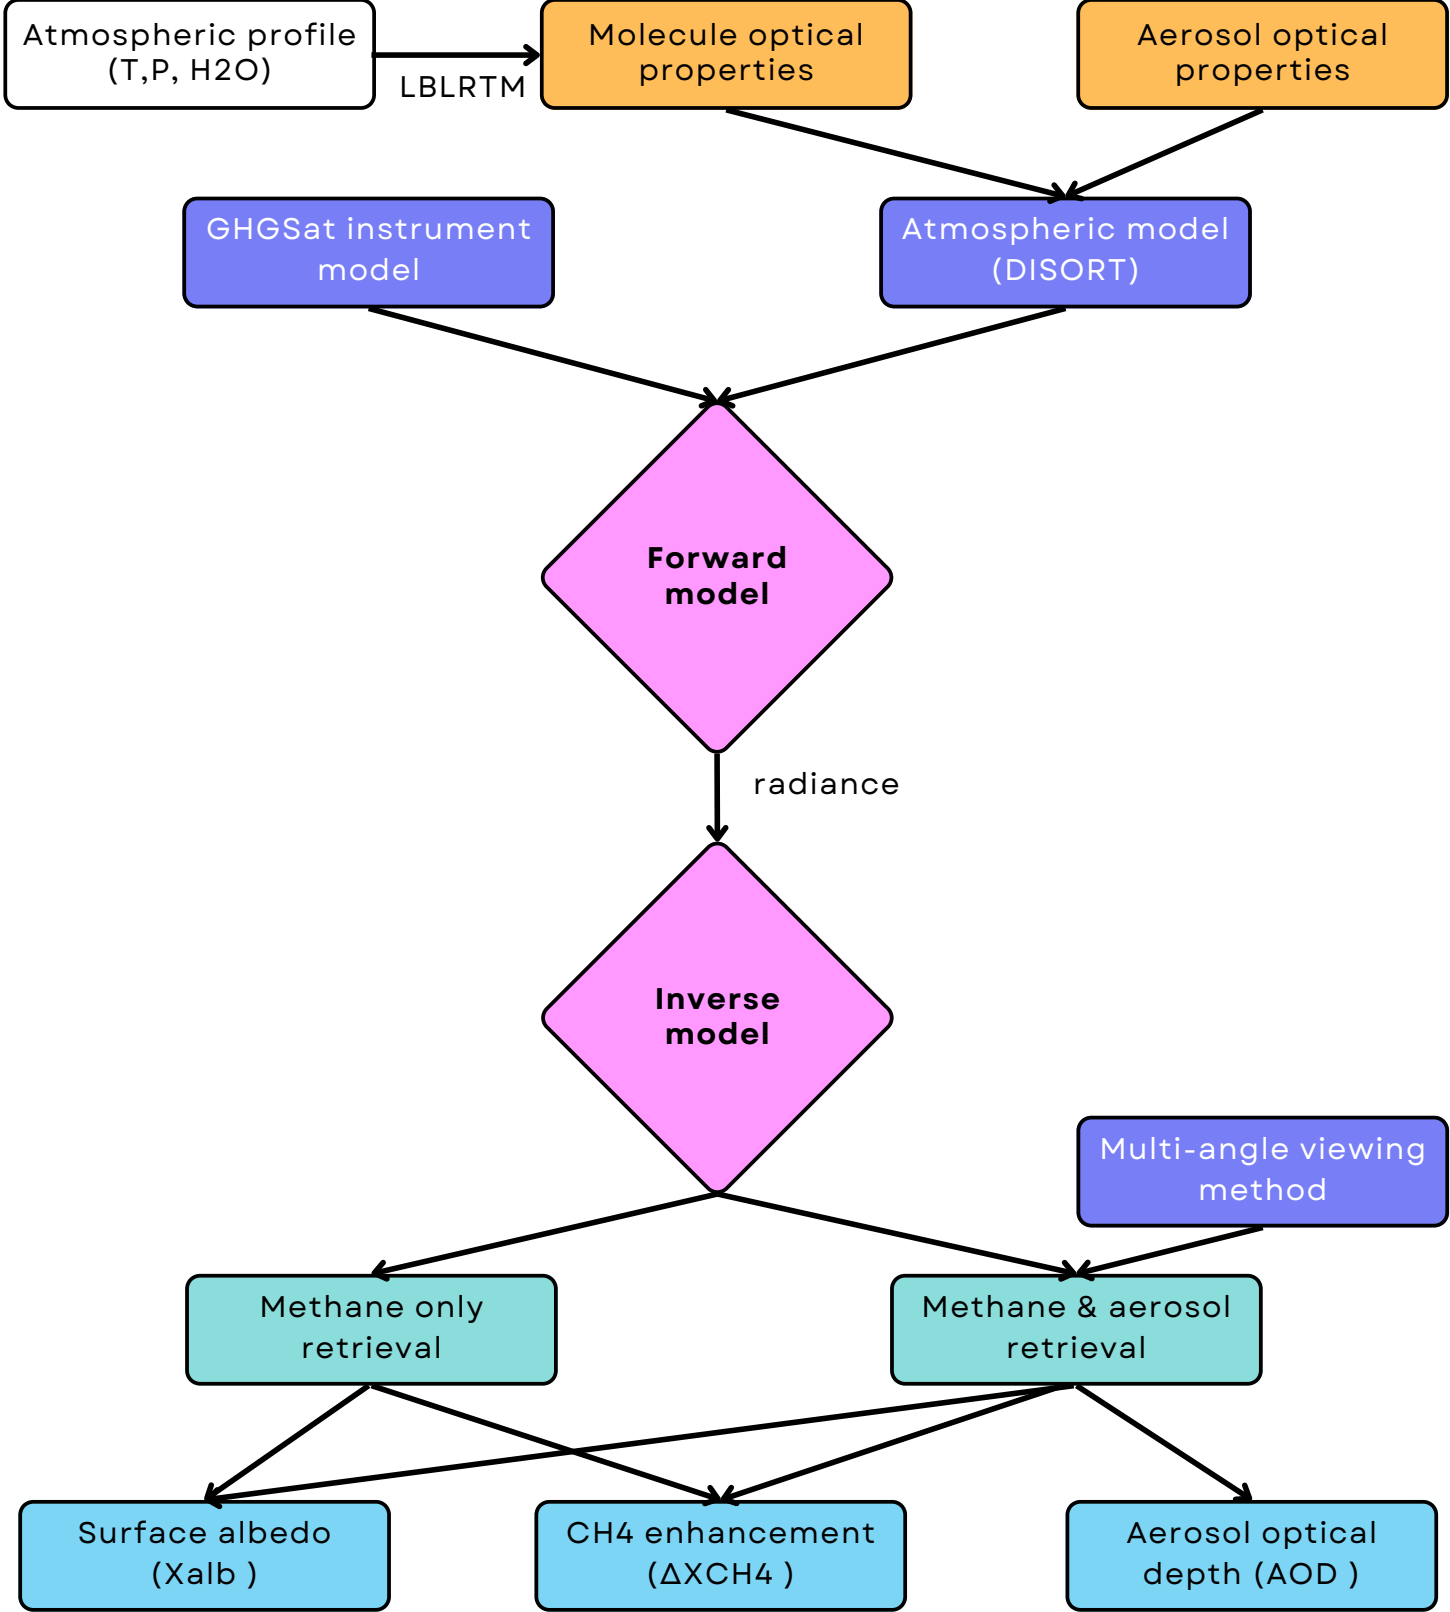 Atmospheric profile
(T,P, H2O)
LBLRTM
Molecule optical
properties
Aerosol optical
properties
GHGSat instrument
model
Atmospheric model
(DISORT)
Forward
model
radiance
Inverse
model
Multi-angle viewing
method
Methane only
retrieval
Methane & aerosol
retrieval
Surface albedo
(Xalb )
CH4 enhancement
(ΔXCH4 )
Aerosol optical
depth (AOD )